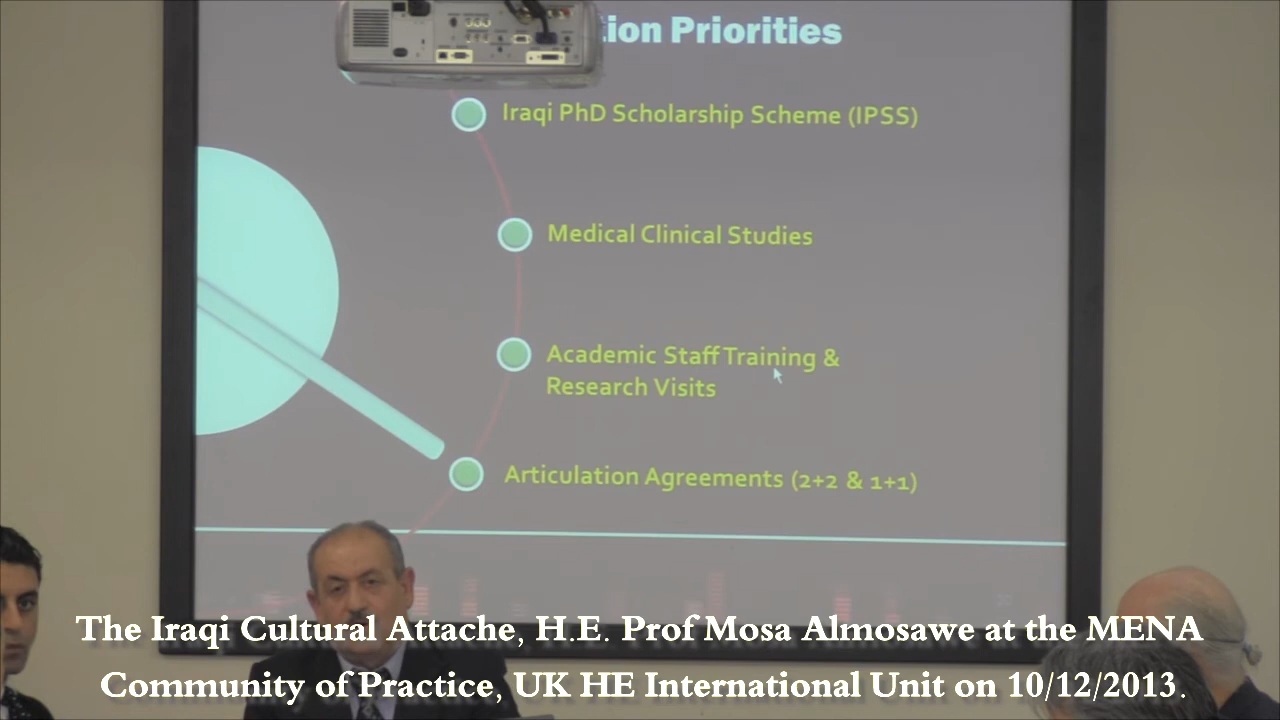 tion Priorities
Iraqi PhD Scholarship Scheme (IPSS)
Medical Clinical Studies
Academic Staff Training &
Research Visits
Articulation Agreements (2+2 & 1+1)
The Iraqi Cultural Attache, H.E. Prof Mosa Almosawe at the MENA
Community of Practice, UK HE International Unit on 10/12/2013.